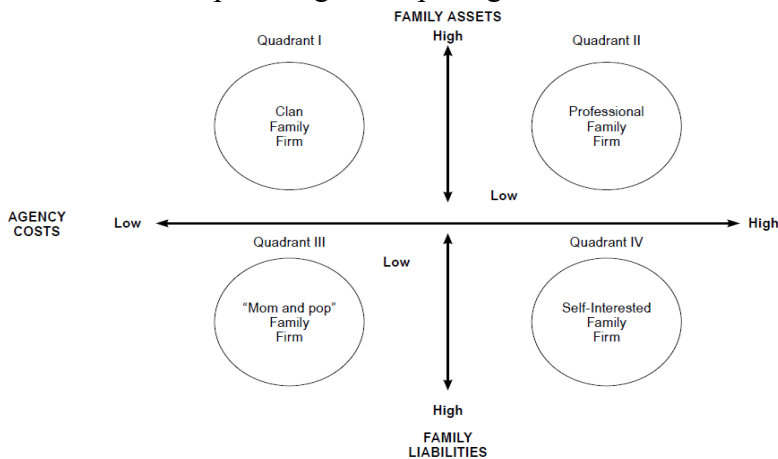 FAMILY ASSETS
Quadrant I
High
Quadrant II
Clan
Family
Firm
Professional
Family
Firm
Low
AGENCY
COSTS
Low
High
Quadrant III
Quadrant IV
Low
"Mom and pop"
Family
Firm
Self-Interested
Family
Firm
High
FAMILY
LIABILITIES